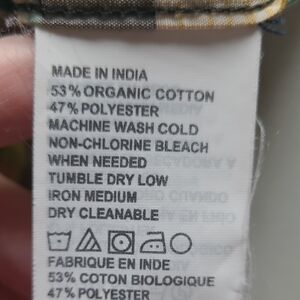 MADE IN INDIA
53% ORGANIC COTTON
47% POLYESTER
MACHINE WASH COLD
NON-CHLORINE BLEACH
WHEN NEEDED
TUMBLE DRY LOW
IRON MEDIUM
DRY CLEANABLE
FABRIQUE EN INDE
53% COTON BIOLOGIQUE
47% POLYESTER